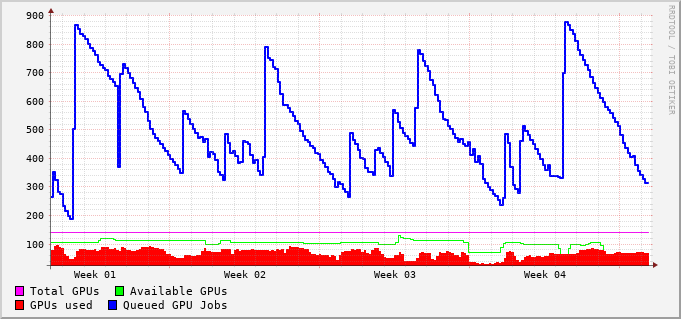 900
800
700
600
500
400
300
200
100
Week 01 Week 02 Week 03 Week 04
Total GPUs Available GPUs
GPUs used Queued GPU Jobs
RRDTOOL / TOBI OETIKER